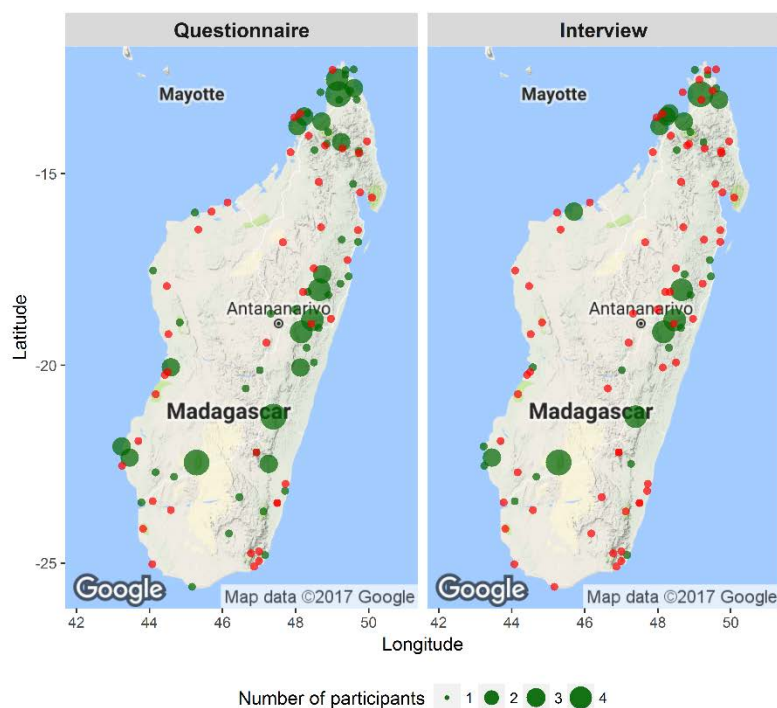 Questionnaire
Interview
Mayotte
Mayotte
Antananarivo
Antananarivo
Madagascar
Madagascar
Google
Map data ©2017 Google
Google
Map data ©2017 Google
-15
-20
-25
Latitude
42 44 46 48 50 42 44 46 48 50
Longitude
Number of participants 1 2 3 4